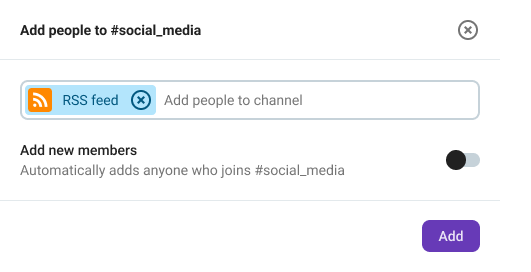 Add people to #social_media
RSS feed Add people to channel
Add new members
Automatically adds anyone who joins #social_media
Add